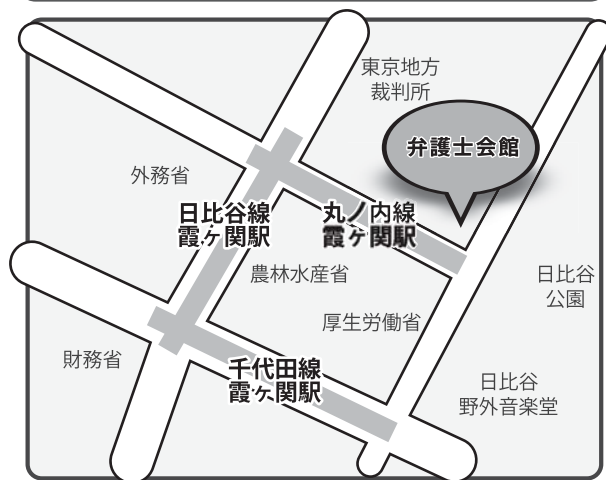 東京地方
裁判所
弁護士会館
外務省
日比谷線
霞ヶ関駅
丸ノ内線
霞ヶ関駅
農林水産省
日比谷
公園
厚生労働省
財務省
千代田線
霞ヶ関駅
日比谷
野外音楽堂